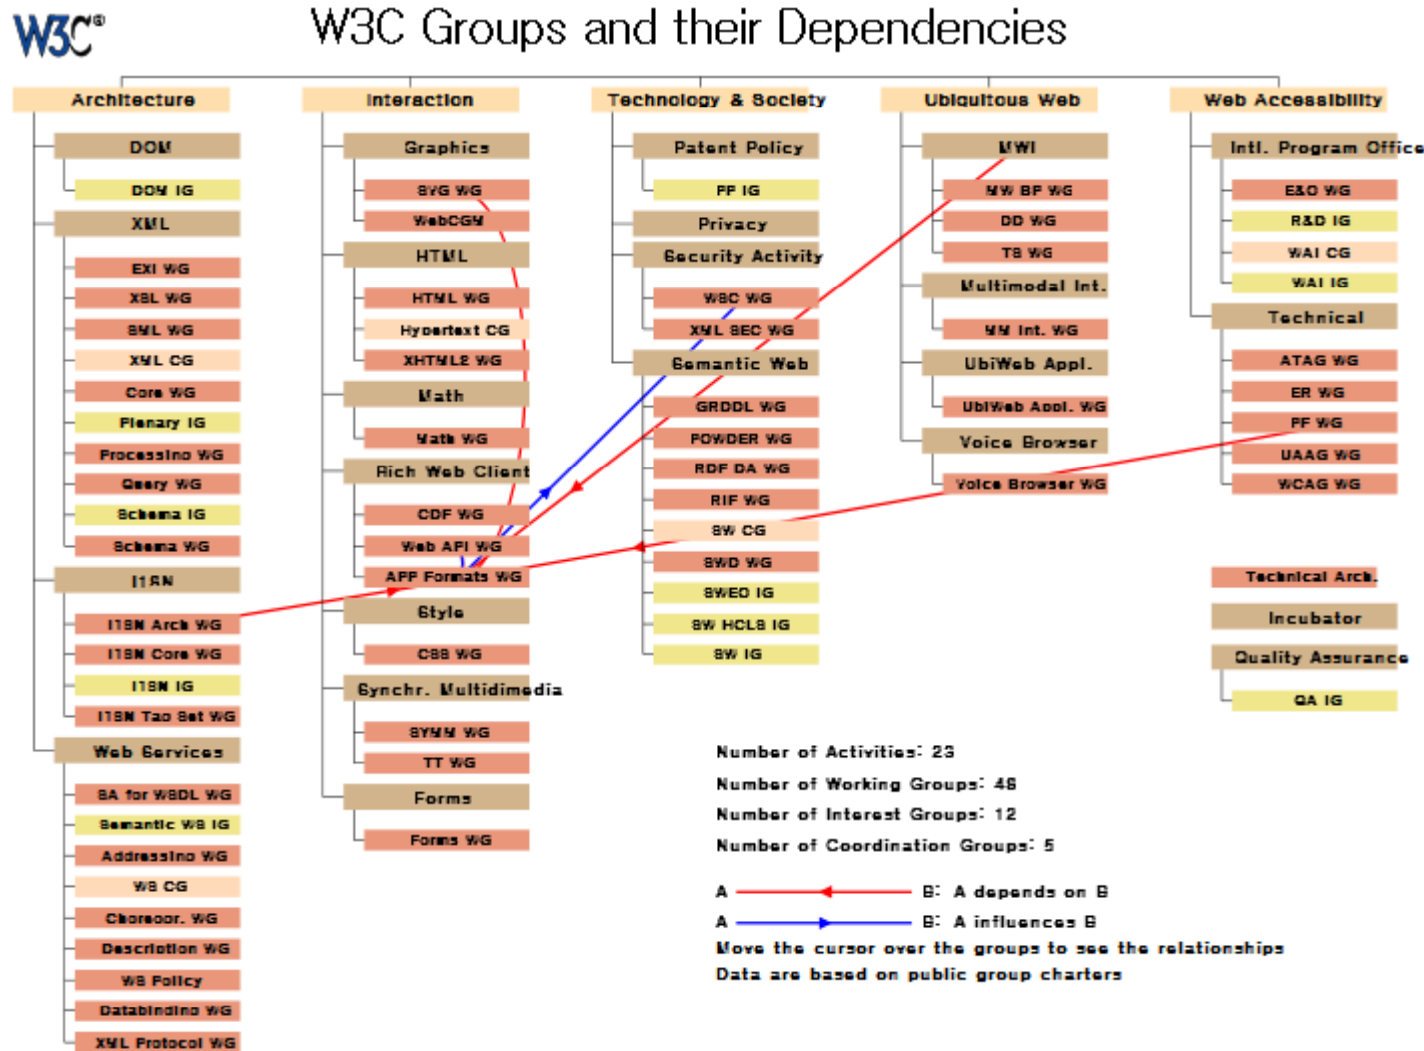 W3C®
W3C Groups and their Dependencies
Architecture
DOM
DOM IG
XML
EXI WG
XSL WG
SML WG
XML CG
Core WG
Plenary IG
Processing WG
Query WG
Schema IG
Schema WG
I18N
I18N Arch WG
I18N Core WG
I18N IG
I18N Tag Set WG
Web Services
SA for WSDL WG
Semantic WS IG
Addressing WG
WS CG
Choreogr. WG
Description WG
WS Policy
Databinding WG
XML Protocol WG
Interaction
Graphics
SVG WG
WebCGM
HTML
HTML WG
Hypertext CG
XHTML2 WG
Math
Math WG
Rich Web Client
CDF WG
Web API WG
APP Formats WG
Style
CSS WG
Synchr. Multidimedia
SYMM WG
TT WG
Forms
Forms WG
Technology & Society
Patent Policy
PP IG
Privacy
Security Activity
WSC WG
XML SEC WG
Semantic Web
GRDDL WG
POWDER WG
RDF DA WG
RIF WG
SW CG
SWD WG
SWEO IG
SW HCLS IG
SW IG
Ubiquitous Web
MWI
MW BP WG
DD WG
TS WG
Multimodal Int.
MM Int. WG
UbiWeb Appl.
UbiWeb Appl. WG
Voice Browser
Voice Browser WG
Web Accessibility
Intl. Program Office
E&O WG
R&D IG
WAI CG
WAI IG
Technical
ATAG WG
ER WG
PF WG
UAAG WG
WCAG WG
Technical Arch.
Incubator
Quality Assurance
QA IG
Number of Activities: 23
Number of Working Groups: 48
Number of Interest Groups: 12
Number of Coordination Groups: 5
A B: A depends on B
A B: A influences B
Move the cursor over the groups to see the relationships
Data are based on public group charters